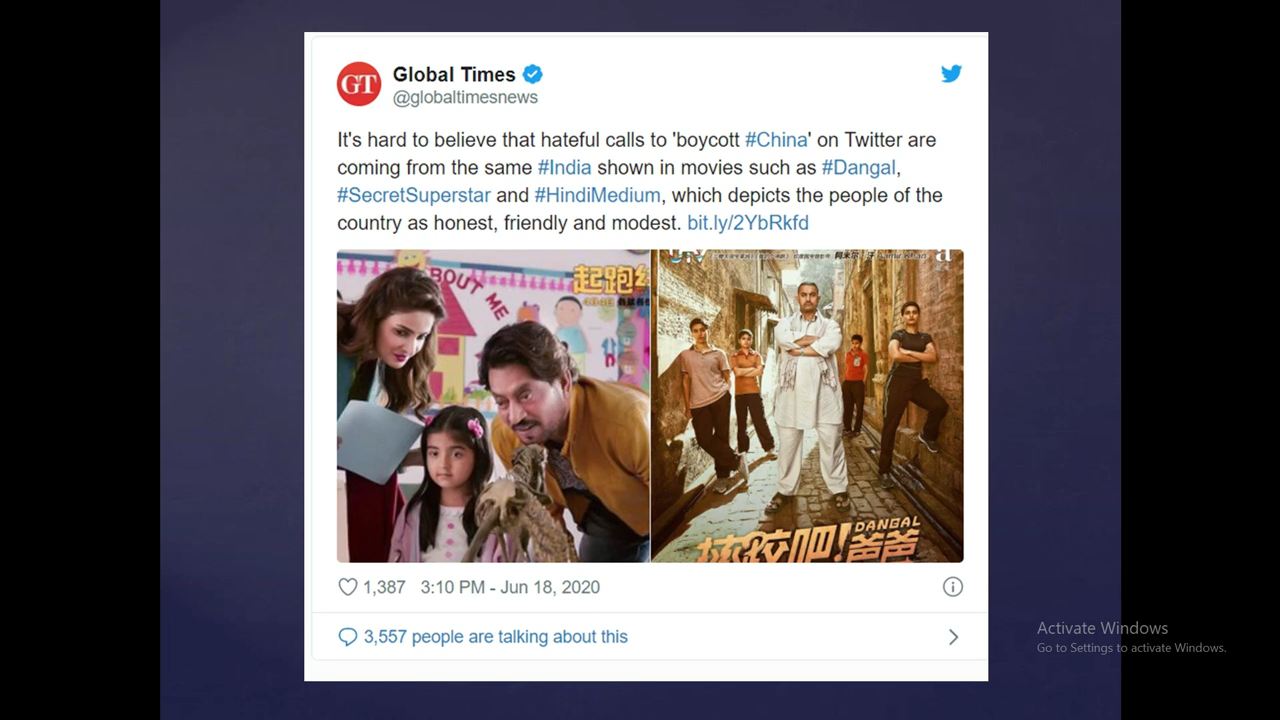 GT
Global Times
@globaltimesnews
It's hard to believe that hateful calls to 'boycott #China' on Twitter are
coming from the same #India shown in movies such as #Dangal,
#SecretSuperstar and #HindiMedium, which depicts the people of the
country as honest, friendly and modest. bit.ly/2YbRkfd
ABOUT ME
起跑
阿米尔
DANGAL
摔跤吧!爸爸
1,387 3:10 PM - Jun 18, 2020
3,557 people are talking about this
Activate Windows
Go to Settings to activate Windows.